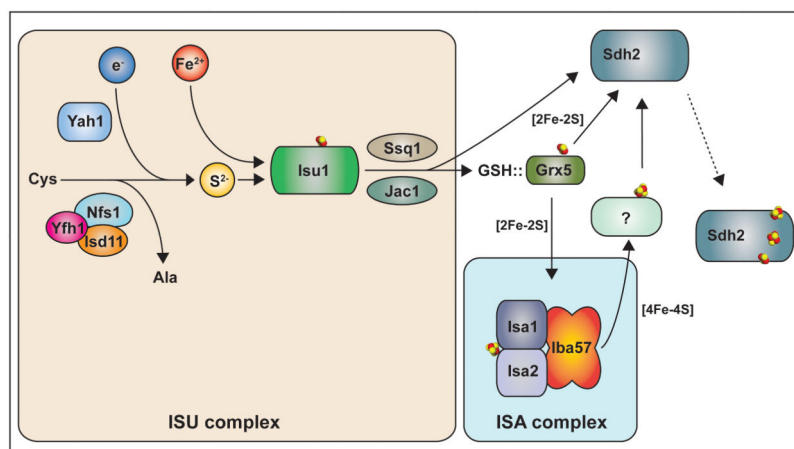 e-
Fe2+
Sdh2
Yah1
[2Fe-2S]
Ssq1
Cys
S2-
Isu1
GSH::
Grx5
Jac1
Nfs1
Yfh1
Isd11
?
Sdh2
[2Fe-2S]
Ala
[4Fe-4S]
Isa1
Iba57
Isa2
ISU complex
ISA complex